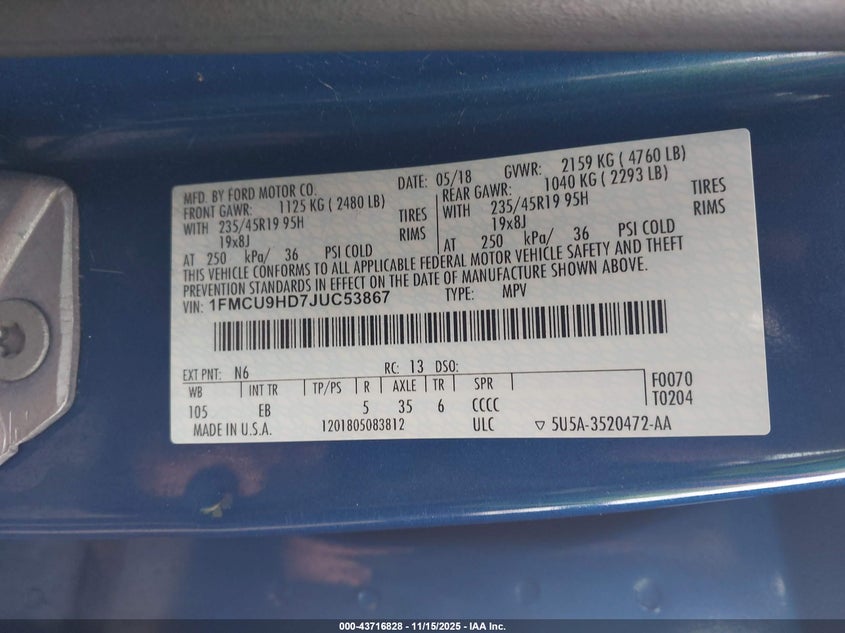 MFD. BY FORD MOTOR CO. DATE: 05/18 GVWR: 2159 KG ( 4760 LB)
FRONT GAWR: 1125 KG ( 2480 LB) REAR GAWR: 1040 KG ( 2293 LB)
WITH 235/45R19 95H TIRES WITH 235/45R19 95H TIRES
19x8J RIMS 19x8J RIMS
AT 250 kPa/ 36 PSI COLD AT 250 kPa/ 36 PSI COLD
THIS VEHICLE CONFORMS TO ALL APPLICABLE FEDERAL MOTOR VEHICLE SAFETY AND THEFT
PREVENTION STANDARDS IN EFFECT ON THE DATE OF MANUFACTURE SHOWN ABOVE.
VIN: 1FMCU9HD7JUC53867 TYPE: MPV
EXT PNT: N6 RC: 13 DSO:
WB INT TR TP/PS R AXLE TR SPR F0070
105 EB 5 35 6 CCCC T0204
MADE IN U.S.A. 1201805083812 ULC ▽ 5U5A-3520472-AA
000-43716828 - 11/15/2025 - IAA Inc.